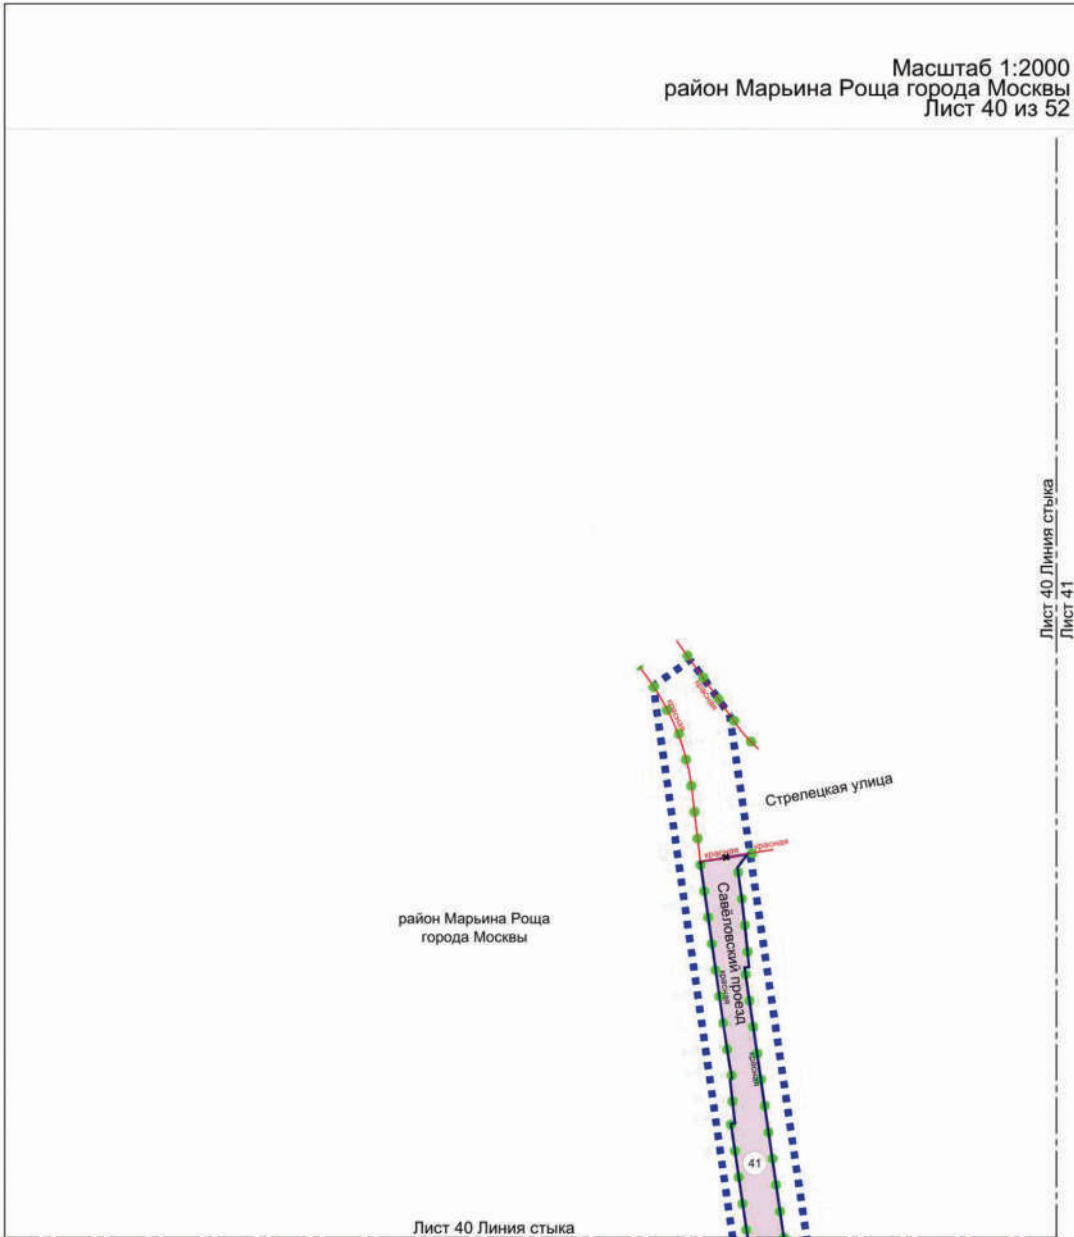 Масштаб 1:2000
район Марьина Роща города Москвы
Лист 40 из 52
Лист 40 Линия стыка
Лист 41
красная
красная
Стрелецкая улица
красная
красная
Савёловский проезд
район Марьина Роща
города Москвы
красная
красная
41
Лист 40 Линия стыка